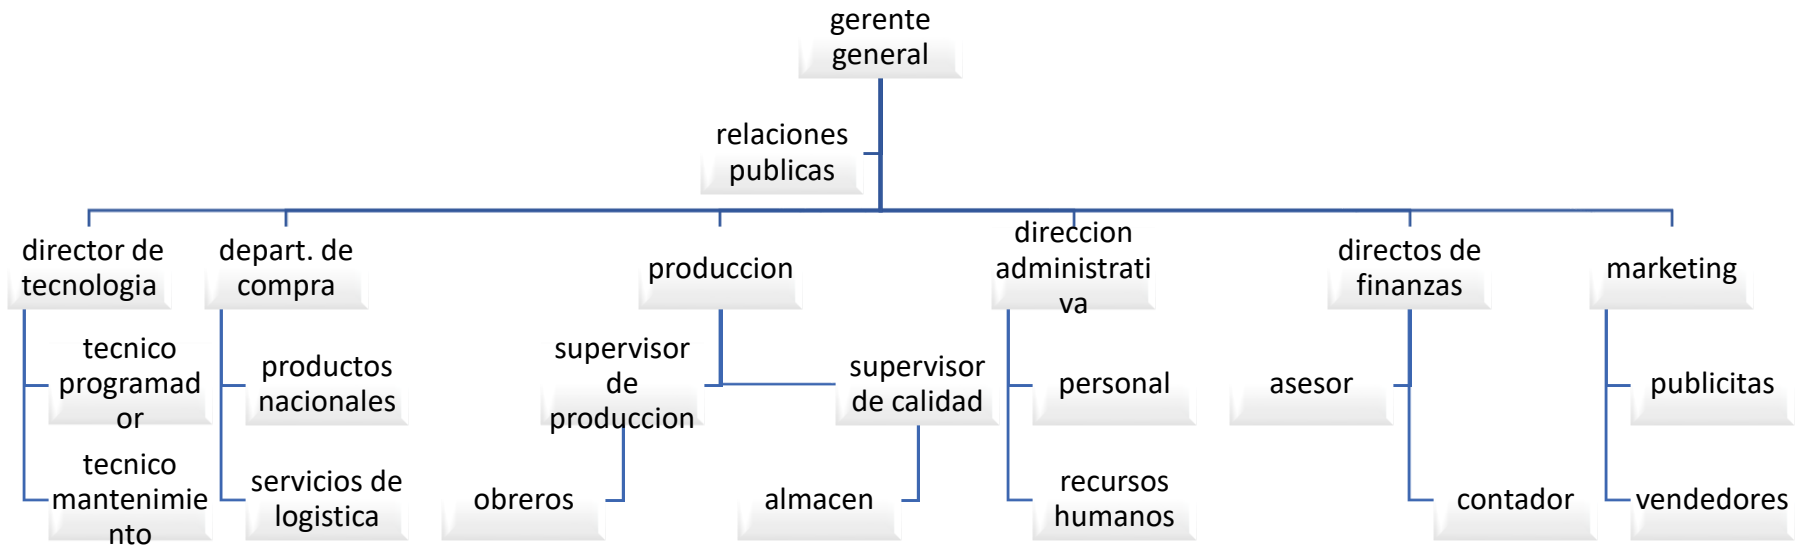 gerente
general
relaciones
publicas
director de
tecnologia
depart. de
compra
produccion
direccion
administrati
va
directos de
finanzas
marketing
tecnico
programad
or
productos
nacionales
supervisor
de
produccion
supervisor
de calidad
personal
asesor
publicitas
tecnico
mantenimie
nto
servicios de
logistica
obreros
almacen
recursos
humanos
contador
vendedores